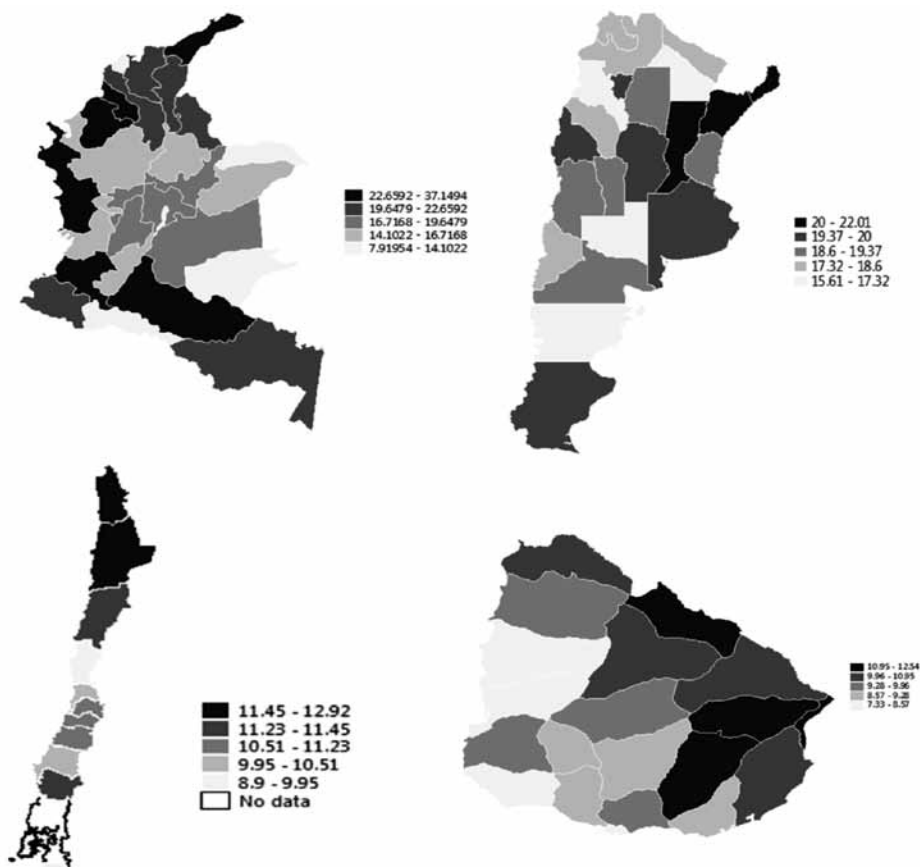 22.6592 - 37.1494
19.6479 - 22.6592
16.7168 - 19.6479
14.1022 - 16.7168
7.91954 - 14.1022
20 - 22.01
19.37 - 20
18.6 - 19.37
17.32 - 18.6
15.61 - 17.32
11.45 - 12.92
11.23 - 11.45
10.51 - 11.23
9.95 - 10.51
8.9 - 9.95
No data
10.95 - 12.54
9.96 - 10.95
9.28 - 9.96
8.57 - 9.28
7.33 - 8.57